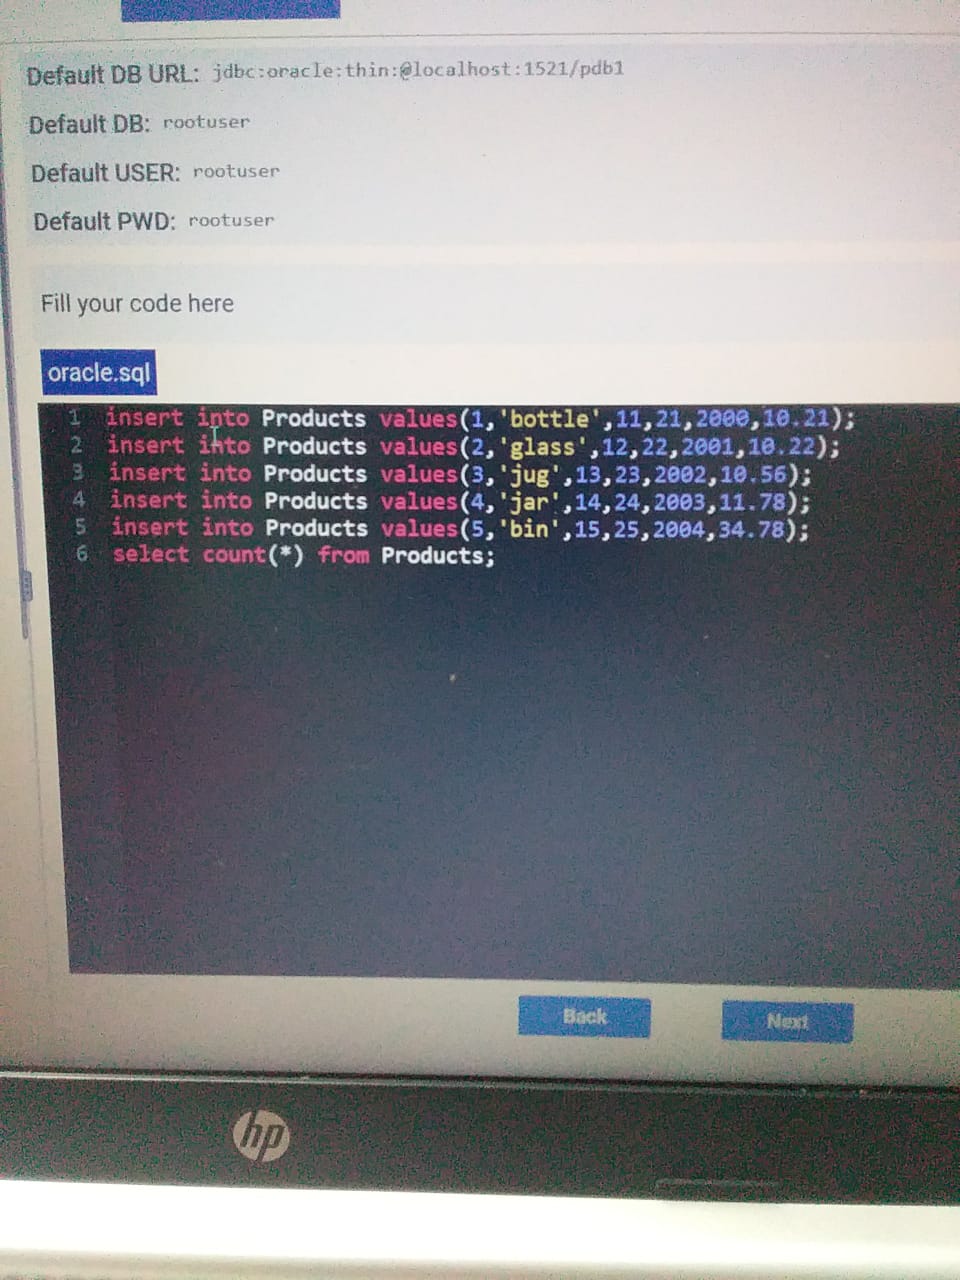 Default DB URL: jdbc:oracle:thin:@localhost:1521/pdb1
Default DB: rootuser
Default USER: rootuser
Default PWD: rootuser
Fill your code here
oracle.sql
1 insert into Products values(1,'bottle',11,21,2000,10.21);
2 insert into Products values(2,'glass',12,22,2001,10.22);
3 insert into Products values(3,'jug',13,23,2002,10.56);
4 insert into Products values(4,'jar',14,24,2003,11.78);
5 insert into Products values(5,'bin',15,25,2004,34.78);
6 select count(*) from Products;
Back Next
hp